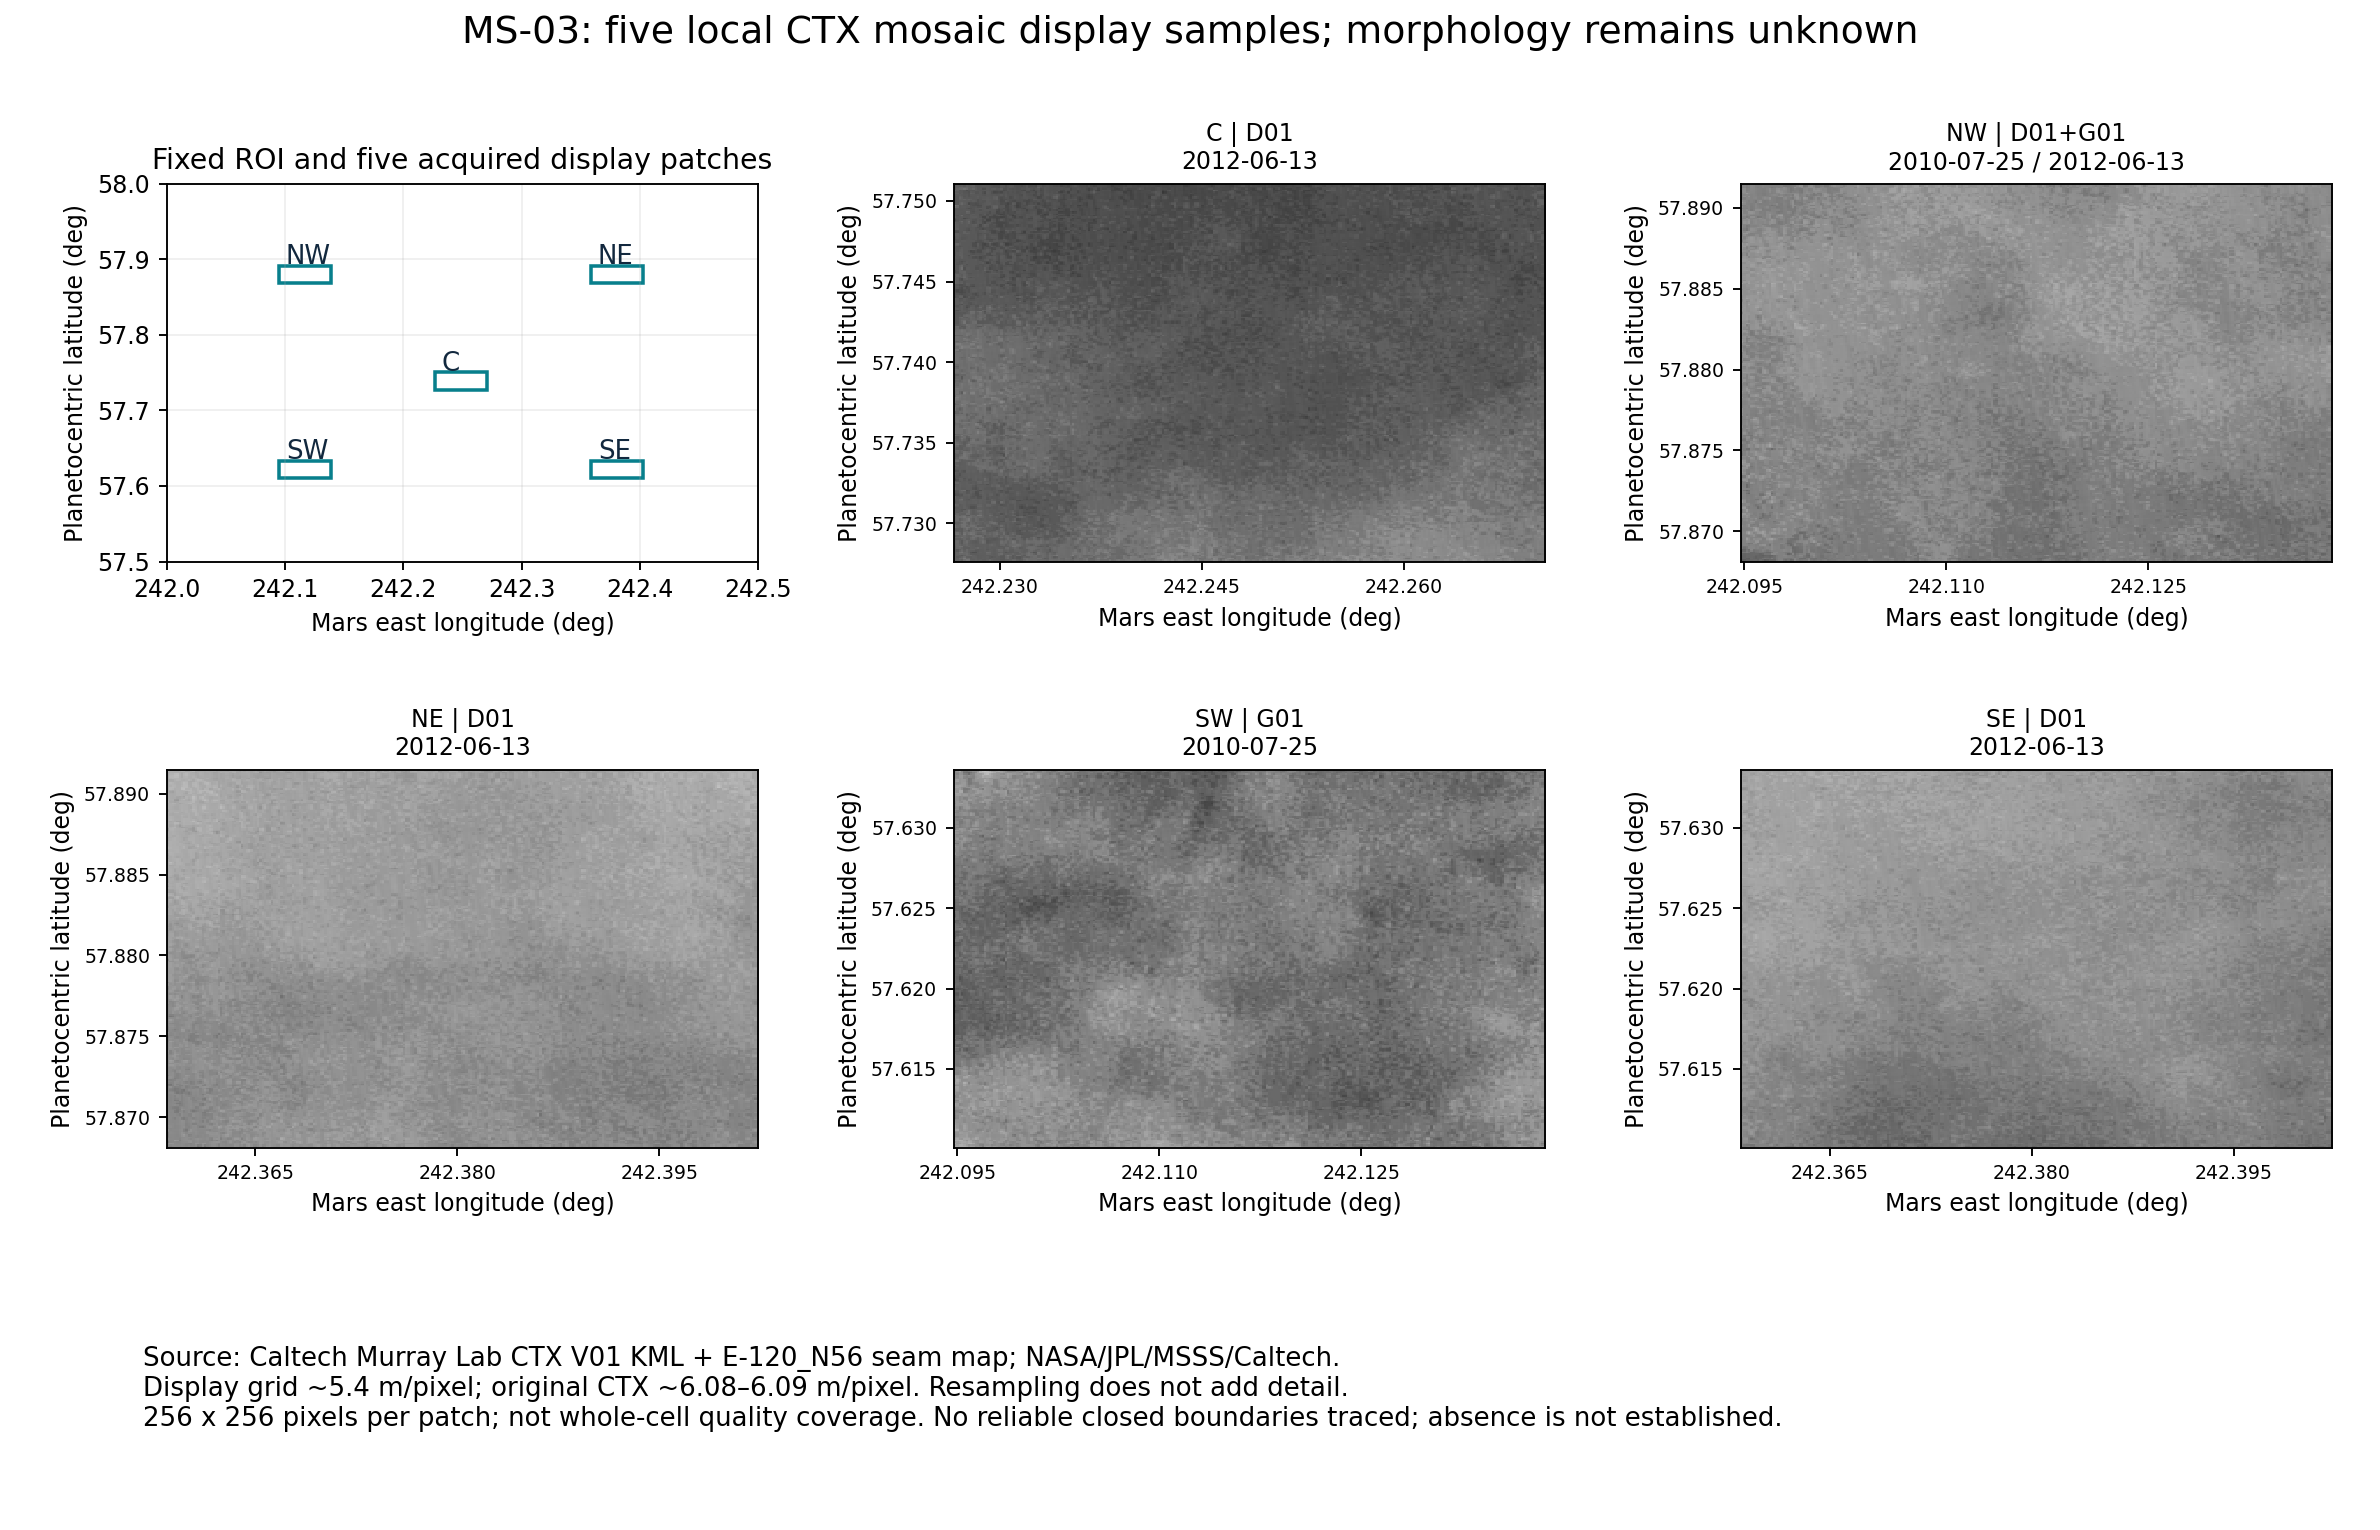 MS-03: five local CTX mosaic display samples; morphology remains unknown
Fixed ROI and five acquired display patches
Planetocentric latitude (deg)
58.0
57.9
57.8
57.7
57.6
57.5
NW
NE
C
SW
SE
242.0 242.1 242.2 242.3 242.4 242.5
Mars east longitude (deg)
C | D01
2012-06-13
Planetocentric latitude (deg)
57.750
57.745
57.740
57.735
57.730
242.230 242.245 242.260
Mars east longitude (deg)
NW | D01+G01
2010-07-25 / 2012-06-13
Planetocentric latitude (deg)
57.890
57.885
57.880
57.875
57.870
242.095 242.110 242.125
Mars east longitude (deg)
NE | D01
2012-06-13
Planetocentric latitude (deg)
57.890
57.885
57.880
57.875
57.870
242.365 242.380 242.395
Mars east longitude (deg)
SW | G01
2010-07-25
Planetocentric latitude (deg)
57.630
57.625
57.620
57.615
242.095 242.110 242.125
Mars east longitude (deg)
SE | D01
2012-06-13
Planetocentric latitude (deg)
57.630
57.625
57.620
57.615
242.365 242.380 242.395
Mars east longitude (deg)
Source: Caltech Murray Lab CTX V01 KML + E-120_N56 seam map; NASA/JPL/MSSS/Caltech.
Display grid ~5.4 m/pixel; original CTX ~6.08–6.09 m/pixel. Resampling does not add detail.
256 x 256 pixels per patch; not whole-cell quality coverage. No reliable closed boundaries traced; absence is not established.